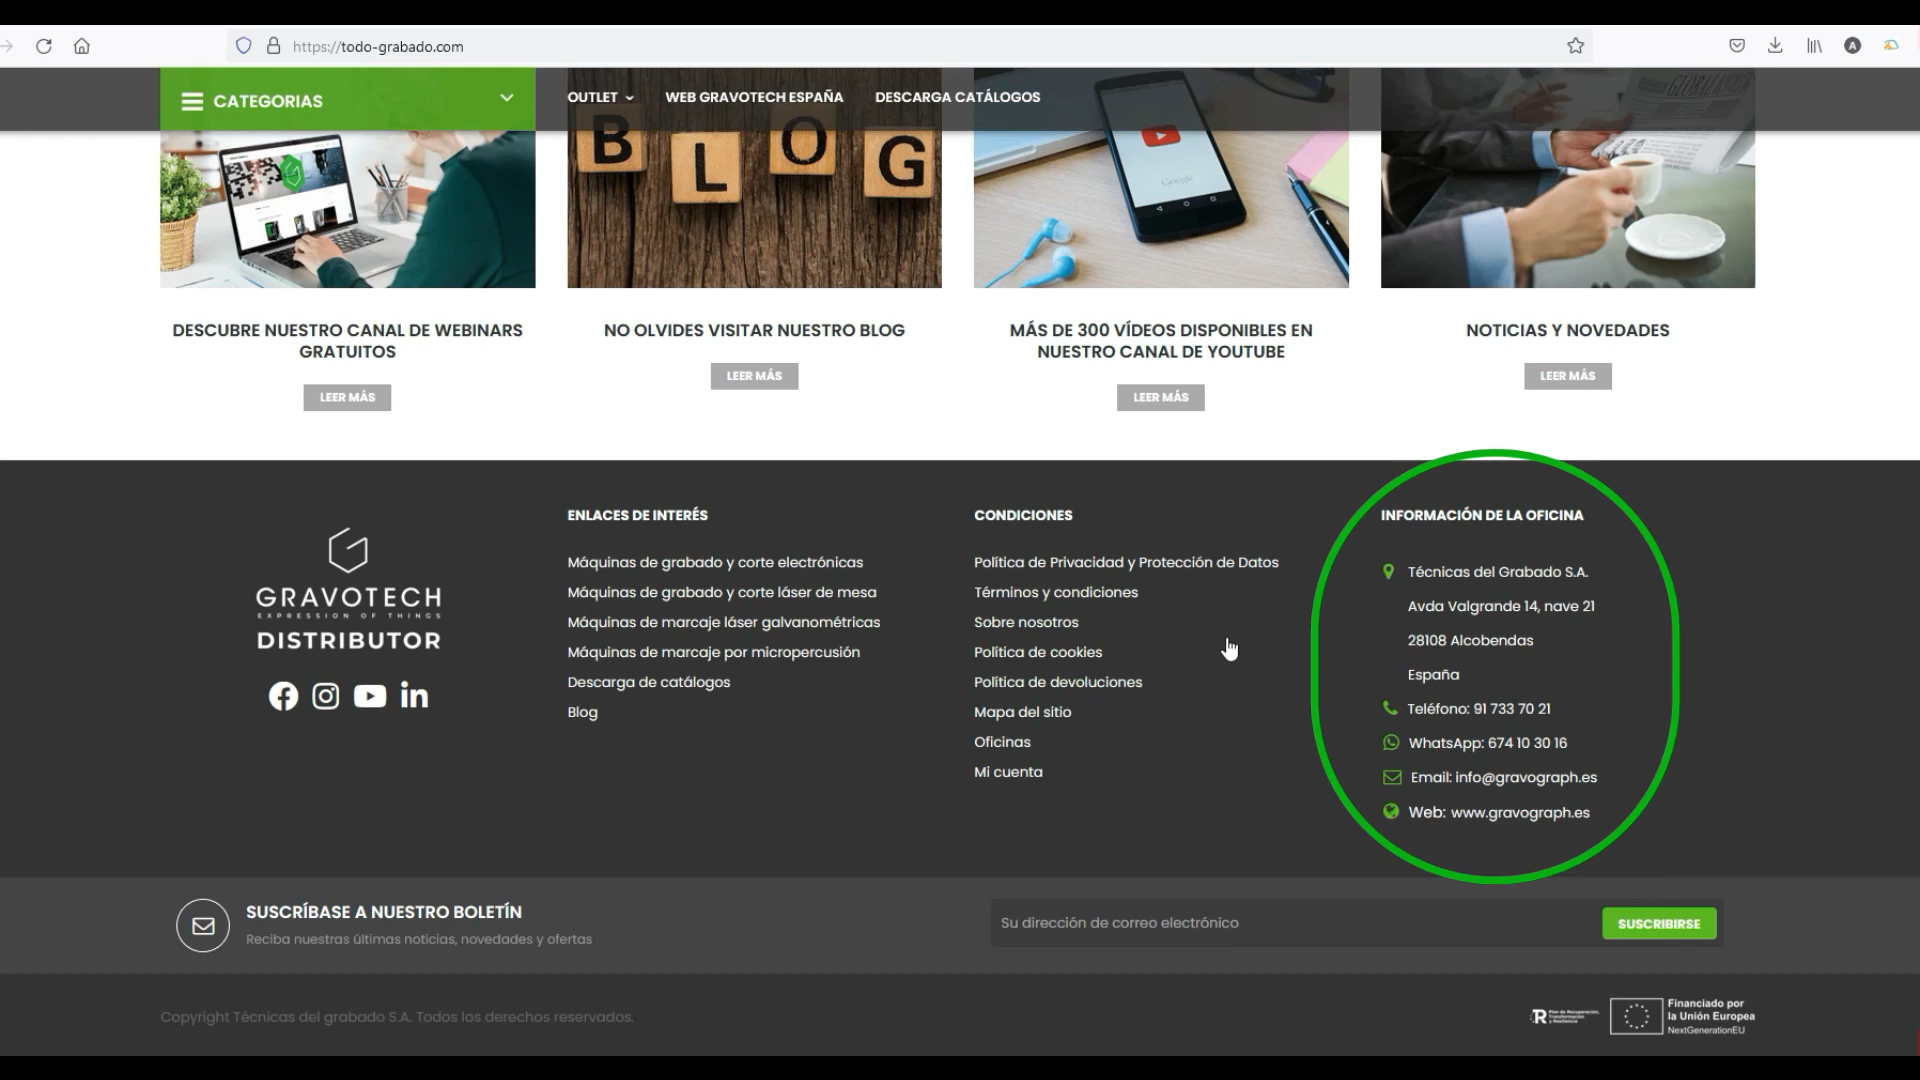 https://todo-grabado.com
A
CATEGORIAS
OUTLET
WEB GRAVOTECH ESPAÑA
DESCARGA CATÁLOGOS
BLOG
Google
GLOBAL
DESCUBRE NUESTRO CANAL DE WEBINARS
GRATUITOS
LEER MÁS
NO OLVIDES VISITAR NUESTRO BLOG
LEER MÁS
MÁS DE 300 VÍDEOS DISPONIBLES EN
NUESTRO CANAL DE YOUTUBE
LEER MÁS
NOTICIAS Y NOVEDADES
LEER MÁS
GRAVOTECH
EXPRESSION OF THINGS
DISTRIBUTOR
ENLACES DE INTERÉS
Máquinas de grabado y corte electrónicas
Máquinas de grabado y corte láser de mesa
Máquinas de marcaje láser galvanométricas
Máquinas de marcaje por micropercusión
Descarga de catálogos
Blog
CONDICIONES
Política de Privacidad y Protección de Datos
Términos y condiciones
Sobre nosotros
Política de cookies
Política de devoluciones
Mapa del sitio
Oficinas
Mi cuenta
INFORMACIÓN DE LA OFICINA
Técnicas del Grabado S.A.
Avda Valgrande 14, nave 21
28108 Alcobendas
España
Teléfono: 91 733 70 21
WhatsApp: 674 10 30 16
Email: info@gravograph.es
Web: www.gravograph.es
SUSCRÍBASE A NUESTRO BOLETÍN
Reciba nuestras últimas noticias, novedades y ofertas
Su dirección de correo electrónico
SUSCRIBIRSE
Copyright Técnicas del grabado S.A. Todos los derechos reservados.
Plan de Recuperación,
Transformación
y Resiliencia
Financiado por
la Unión Europea
NextGenerationEU